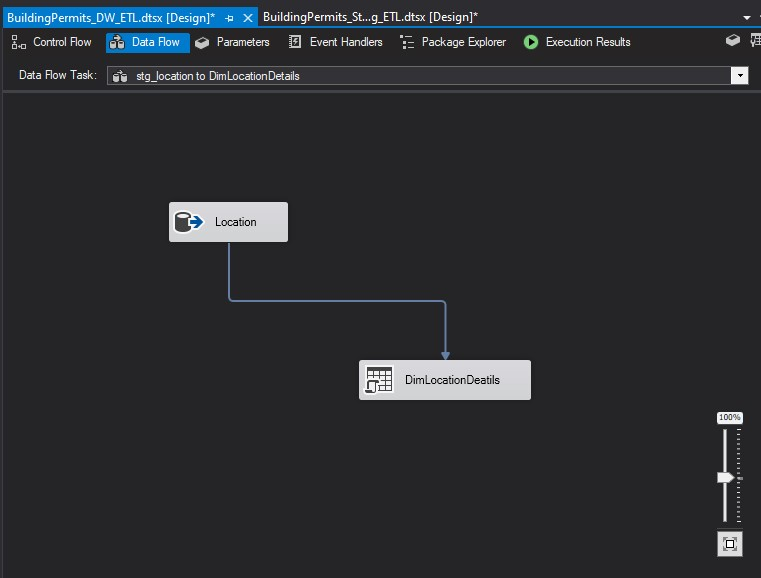 BuildingPermits_DW_ETL.dtsx [Design]* BuildingPermits_St...g_ETL.dtsx [Design]*
Control Flow Data Flow Parameters Event Handlers Package Explorer Execution Results
Data Flow Task: stg_location to DimLocationDetails
Location
DimLocationDeatils
100%